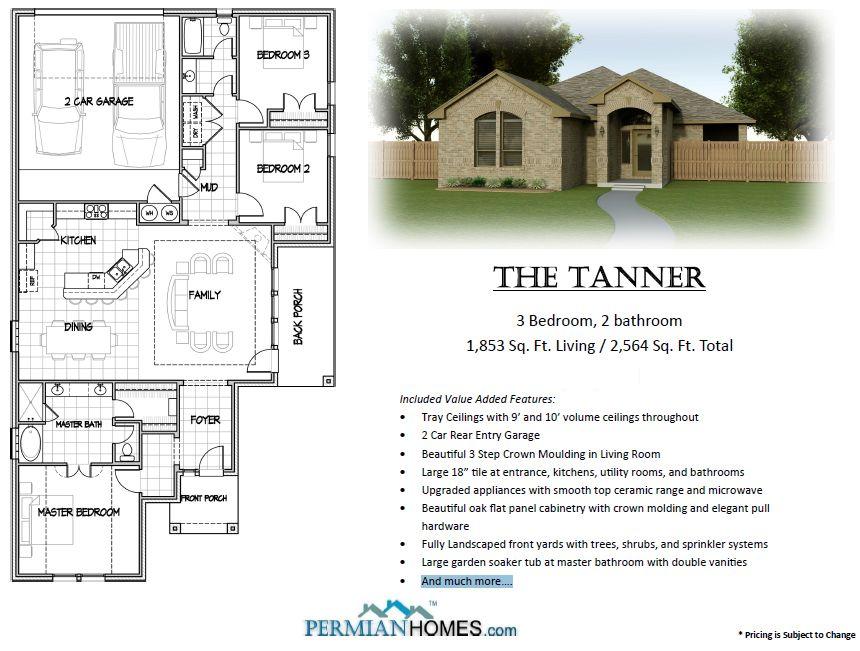 BEDROOM 3
2 CAR GARAGE
DRY
WASH
BEDROOM 2
MUD
WH
WS
KITCHEN
REF
DW
FAMILY
DINING
BACK PORCH
MASTER BATH
FOYER
FRONT PORCH
MASTER BEDROOM
THE TANNER
3 Bedroom, 2 bathroom
1,853 Sq. Ft. Living / 2,564 Sq. Ft. Total
Included Value Added Features:
• Tray Ceilings with 9’ and 10’ volume ceilings throughout
• 2 Car Rear Entry Garage
• Beautiful 3 Step Crown Moulding in Living Room
• Large 18” tile at entrance, kitchens, utility rooms, and bathrooms
• Upgraded appliances with smooth top ceramic range and microwave
• Beautiful oak flat panel cabinetry with crown molding and elegant pull
hardware
• Fully Landscaped front yards with trees, shrubs, and sprinkler systems
• Large garden soaker tub at master bathroom with double vanities
• And much more....
PERMIANHOMES.com
TM
* Pricing is Subject to Change